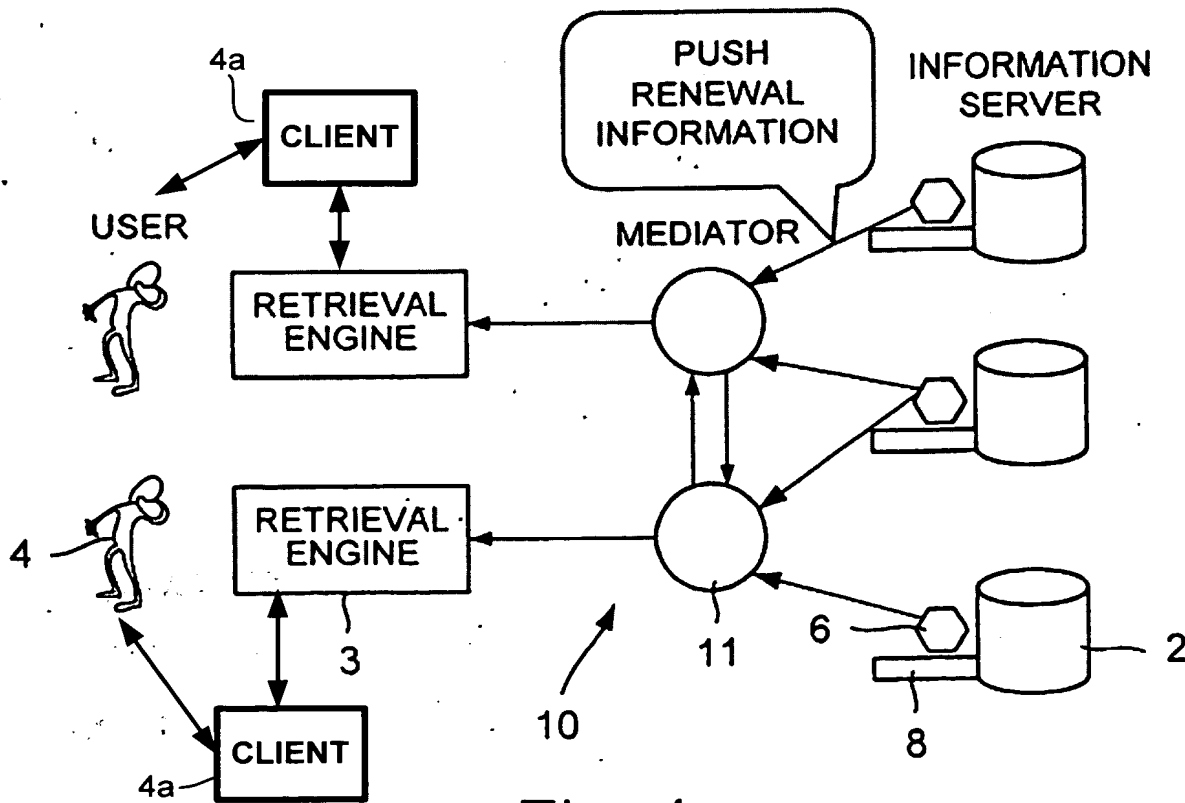 4a
CLIENT
USER
RETRIEVAL
ENGINE
PUSH
RENEWAL
INFORMATION
MEDIATOR
INFORMATION
SERVER
4
RETRIEVAL
ENGINE
3
CLIENT
4a
10
11
6
8
2